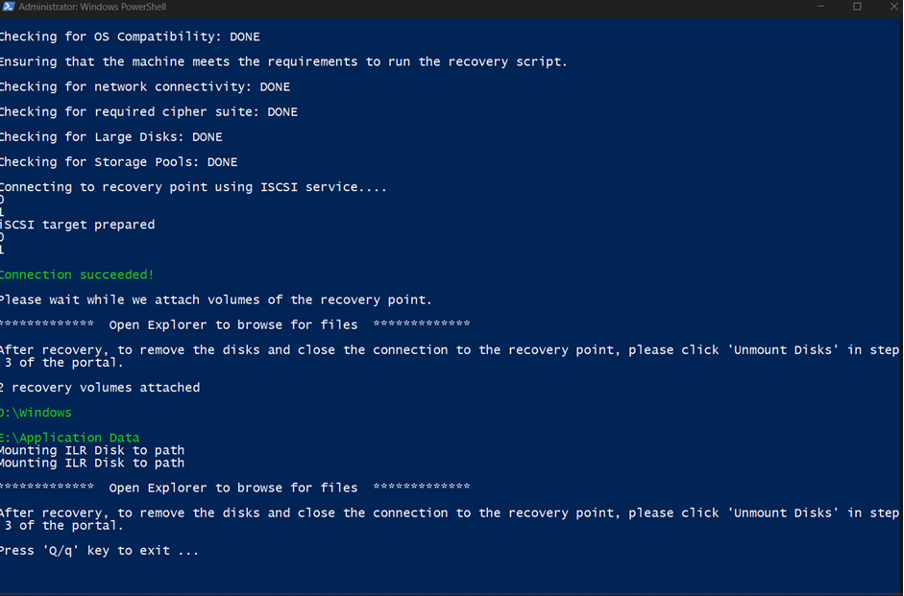 Administrator: Windows PowerShell
Checking for OS Compatibility: DONE
Ensuring that the machine meets the requirements to run the recovery script.
Checking for network connectivity: DONE
Checking for required cipher suite: DONE
Checking for Large Disks: DONE
Checking for Storage Pools: DONE
Connecting to recovery point using ISCSI service....
0
1
iSCSI target prepared
0
1
Connection succeeded!
Please wait while we attach volumes of the recovery point.
************* Open Explorer to browse for files *************
After recovery, to remove the disks and close the connection to the recovery point, please click 'Unmount Disks' in step
3 of the portal.
2 recovery volumes attached
D:\Windows
E:\Application Data
Mounting ILR Disk to path
Mounting ILR Disk to path
************* Open Explorer to browse for files *************
After recovery, to remove the disks and close the connection to the recovery point, please click 'Unmount Disks' in step
3 of the portal.
Press 'Q/q' key to exit ...